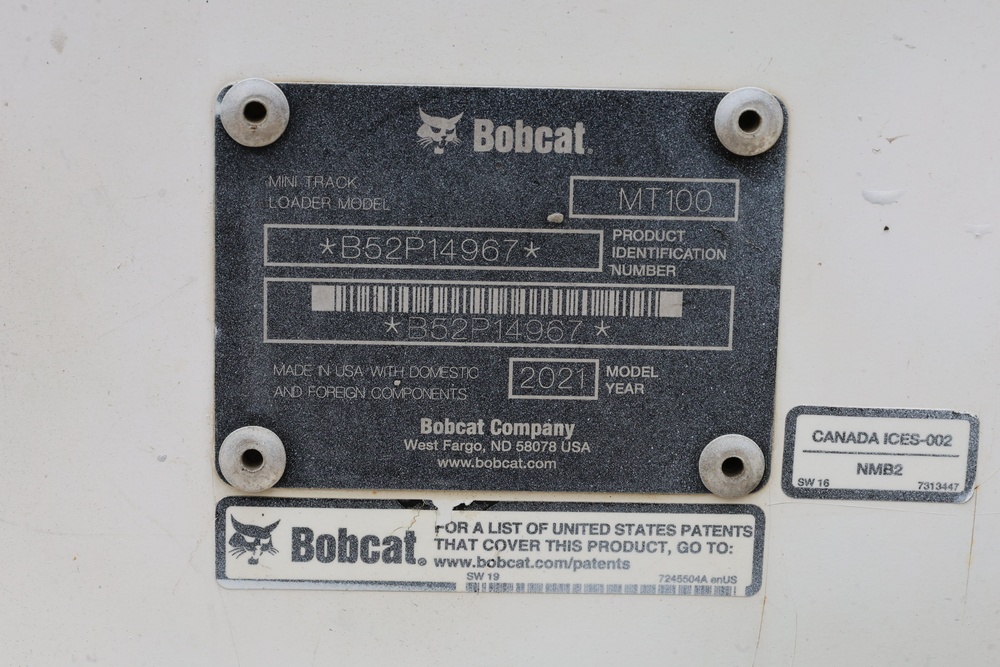 Bobcat.
MINI TRACK
LOADER MODEL
MT100
*B52P14967*
PRODUCT
IDENTIFICATION
NUMBER
*B52P14967*
MADE IN USA WITH DOMESTIC
AND FOREIGN COMPONENTS
2021
MODEL
YEAR
Bobcat Company
West Fargo, ND 58078 USA
www.bobcat.com
CANADA ICES-002
NMB2
SW 16
7313447
Bobcat.
FOR A LIST OF UNITED STATES PATENTS
THAT COVER THIS PRODUCT, GO TO:
www.bobcat.com/patents
SW 19
7245504A enUS